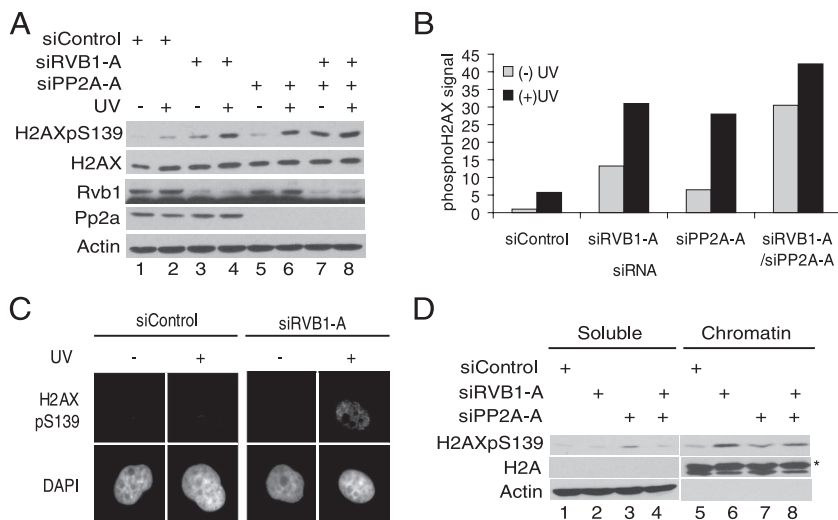 A
siControl + +
siRVB1-A + + + +
siPP2A-A + + + +
UV - + - + - + - +
H2AXpS139
H2AX
Rvb1
Pp2a
Actin
1 2 3 4 5 6 7 8
B
phosphoH2AX signal
45
40
35
30
25
20
15
10
5
0
(-) UV
(+)UV
siControl siRVB1-A siPP2A-A siRVB1-A
/siPP2A-A
siRNA
C
siControl siRVB1-A
UV - + - +
H2AX
pS139
DAPI
D
Soluble Chromatin
siControl + +
siRVB1-A + + + +
siPP2A-A + + + +
H2AXpS139
H2A *
Actin
1 2 3 4 5 6 7 8